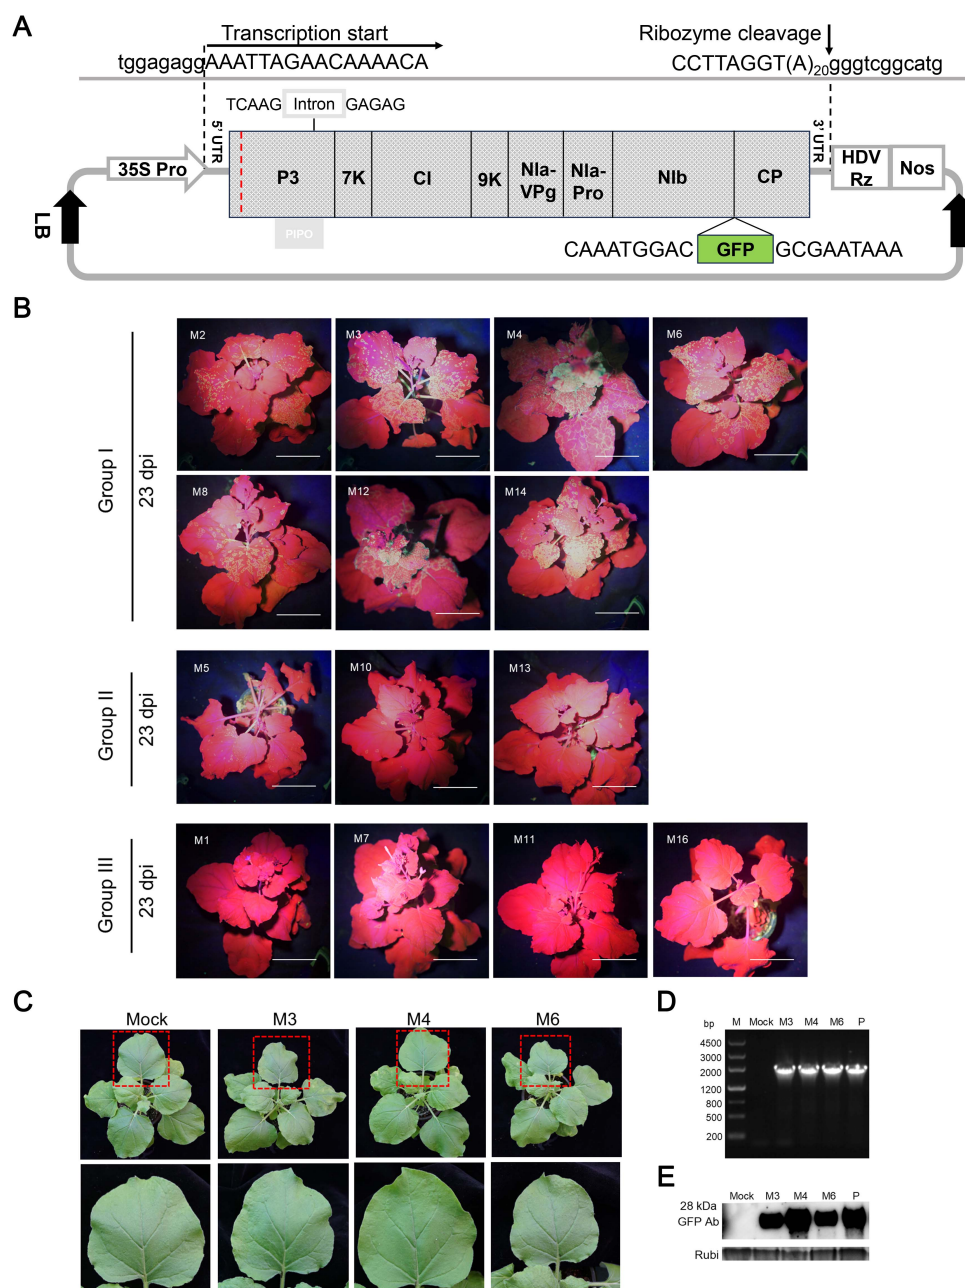 A
Transcription start
Ribozyme cleavage
tggagaggAAATTAGAACAAAACA
CCTTAGGT(A)20gggtcggcatg
TCAAG Intron GAGAG
5' UTR
3' UTR
35S Pro
P3
7K
CI
9K
NIa-VPg
NIa-Pro
NIb
CP
HDV Rz
Nos
LB
PIPO
CAAATGGAC GFP GCGAATAAA
B
Group I
23 dpi
M2
M3
M4
M6
M8
M12
M14
Group II
23 dpi
M5
M10
M13
Group III
23 dpi
M1
M7
M11
M16
C
Mock
M3
M4
M6
D
bp M Mock M3 M4 M6 P
4500
3000
2000
1200
800
500
200
E
Mock M3 M4 M6 P
28 kDa
GFP Ab
Rubi